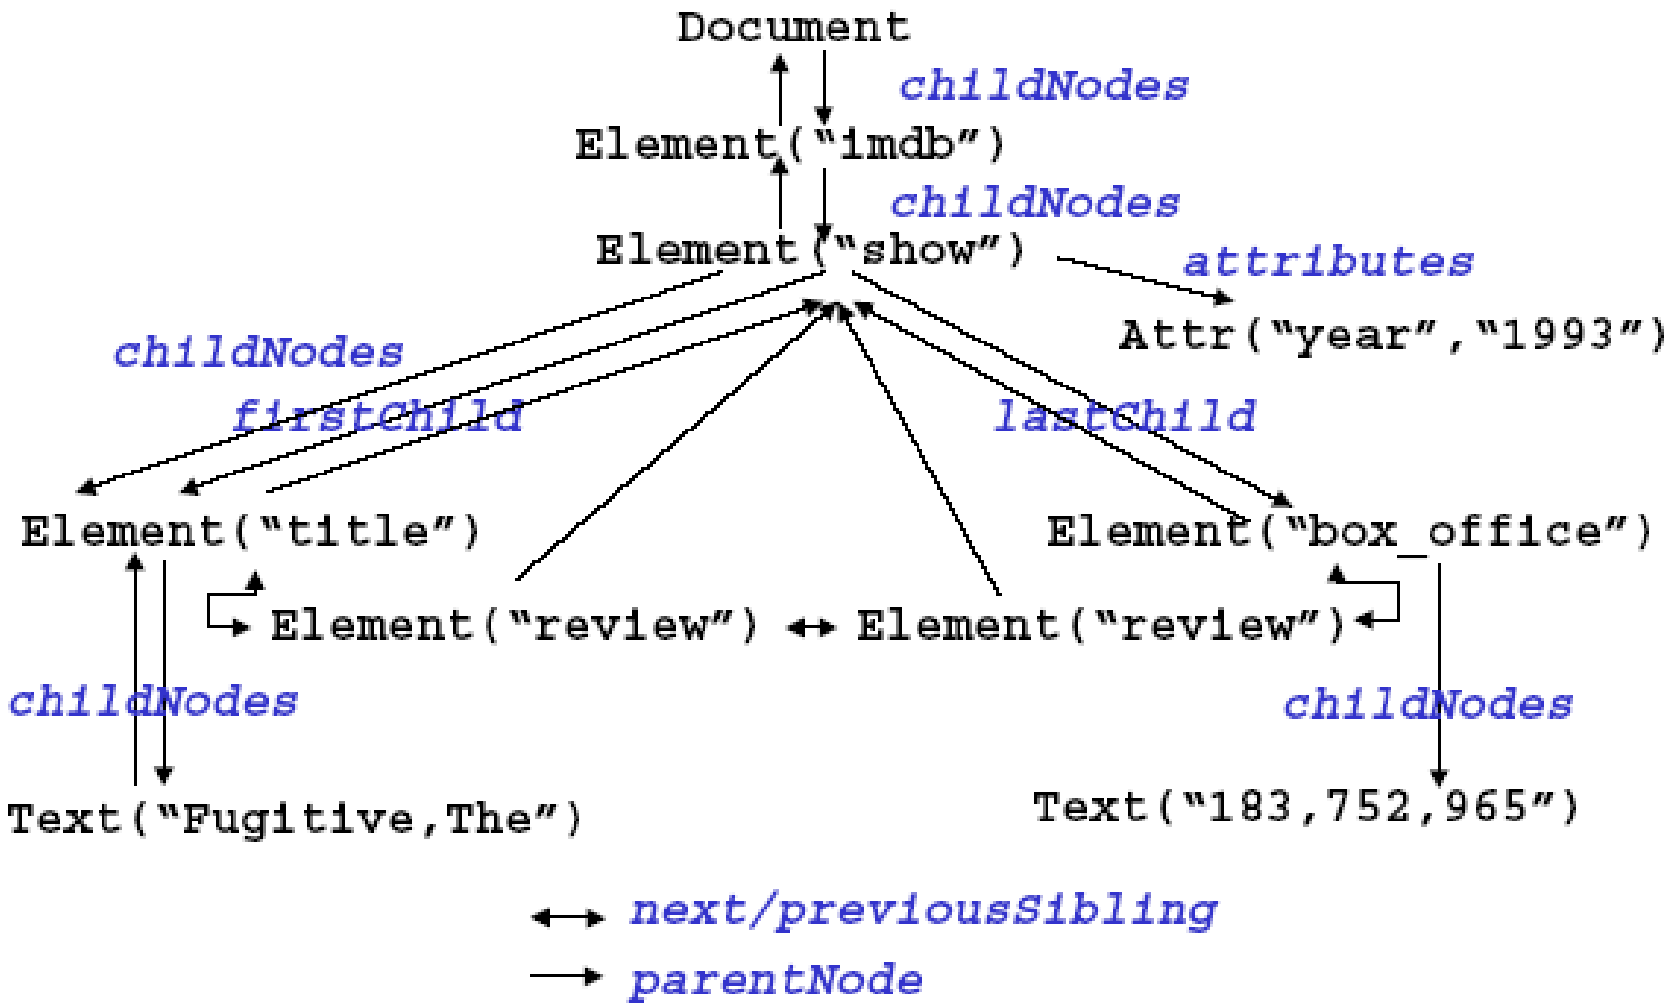 Document
childNodes
Element(“imdb”)
childNodes
Element(“show”)
attributes
Attr(“year”,“1993”)
childNodes
firstChild
lastChild
Element(“title”)
Element(“box_office”)
Element(“review”)
Element(“review”)
childNodes
childNodes
Text(“Fugitive,The”)
Text(“183,752,965”)
next/previousSibling
parentNode